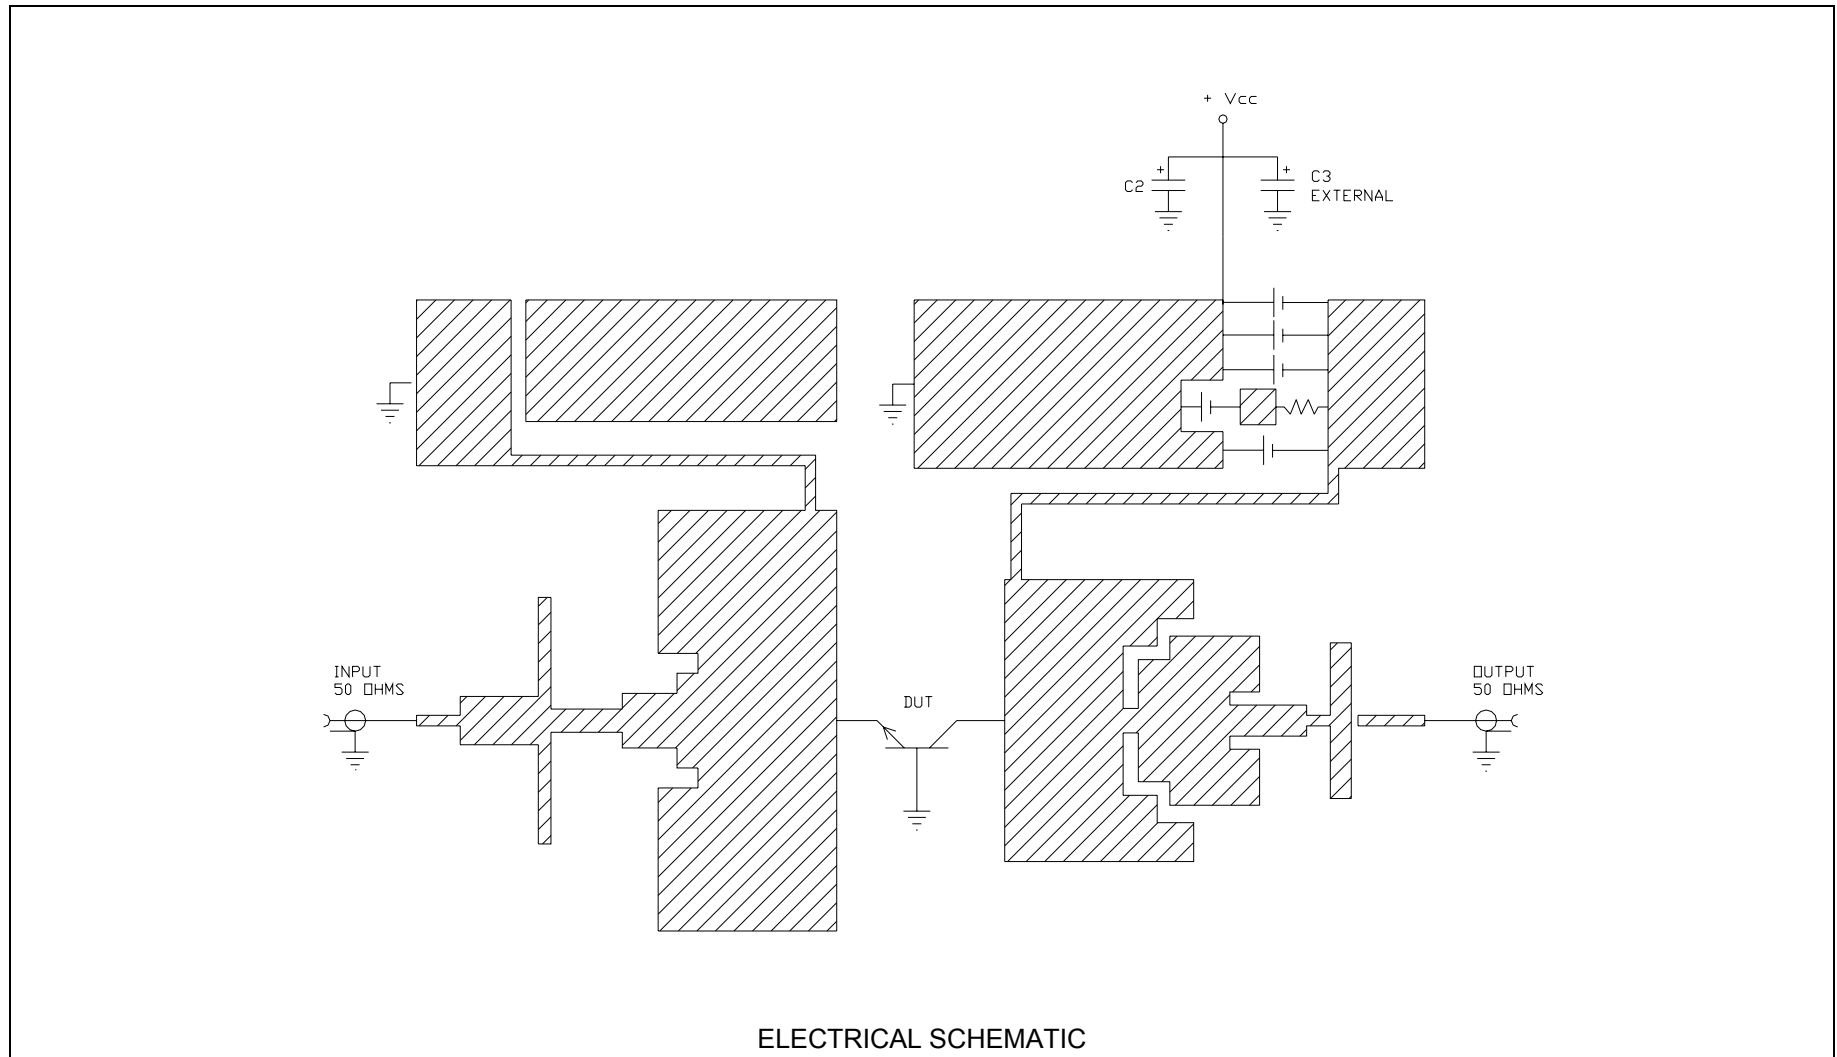 + Vcc
+
+
C2
C3
EXTERNAL
INPUT
50 OHMS
DUT
OUTPUT
50 OHMS
ELECTRICAL SCHEMATIC